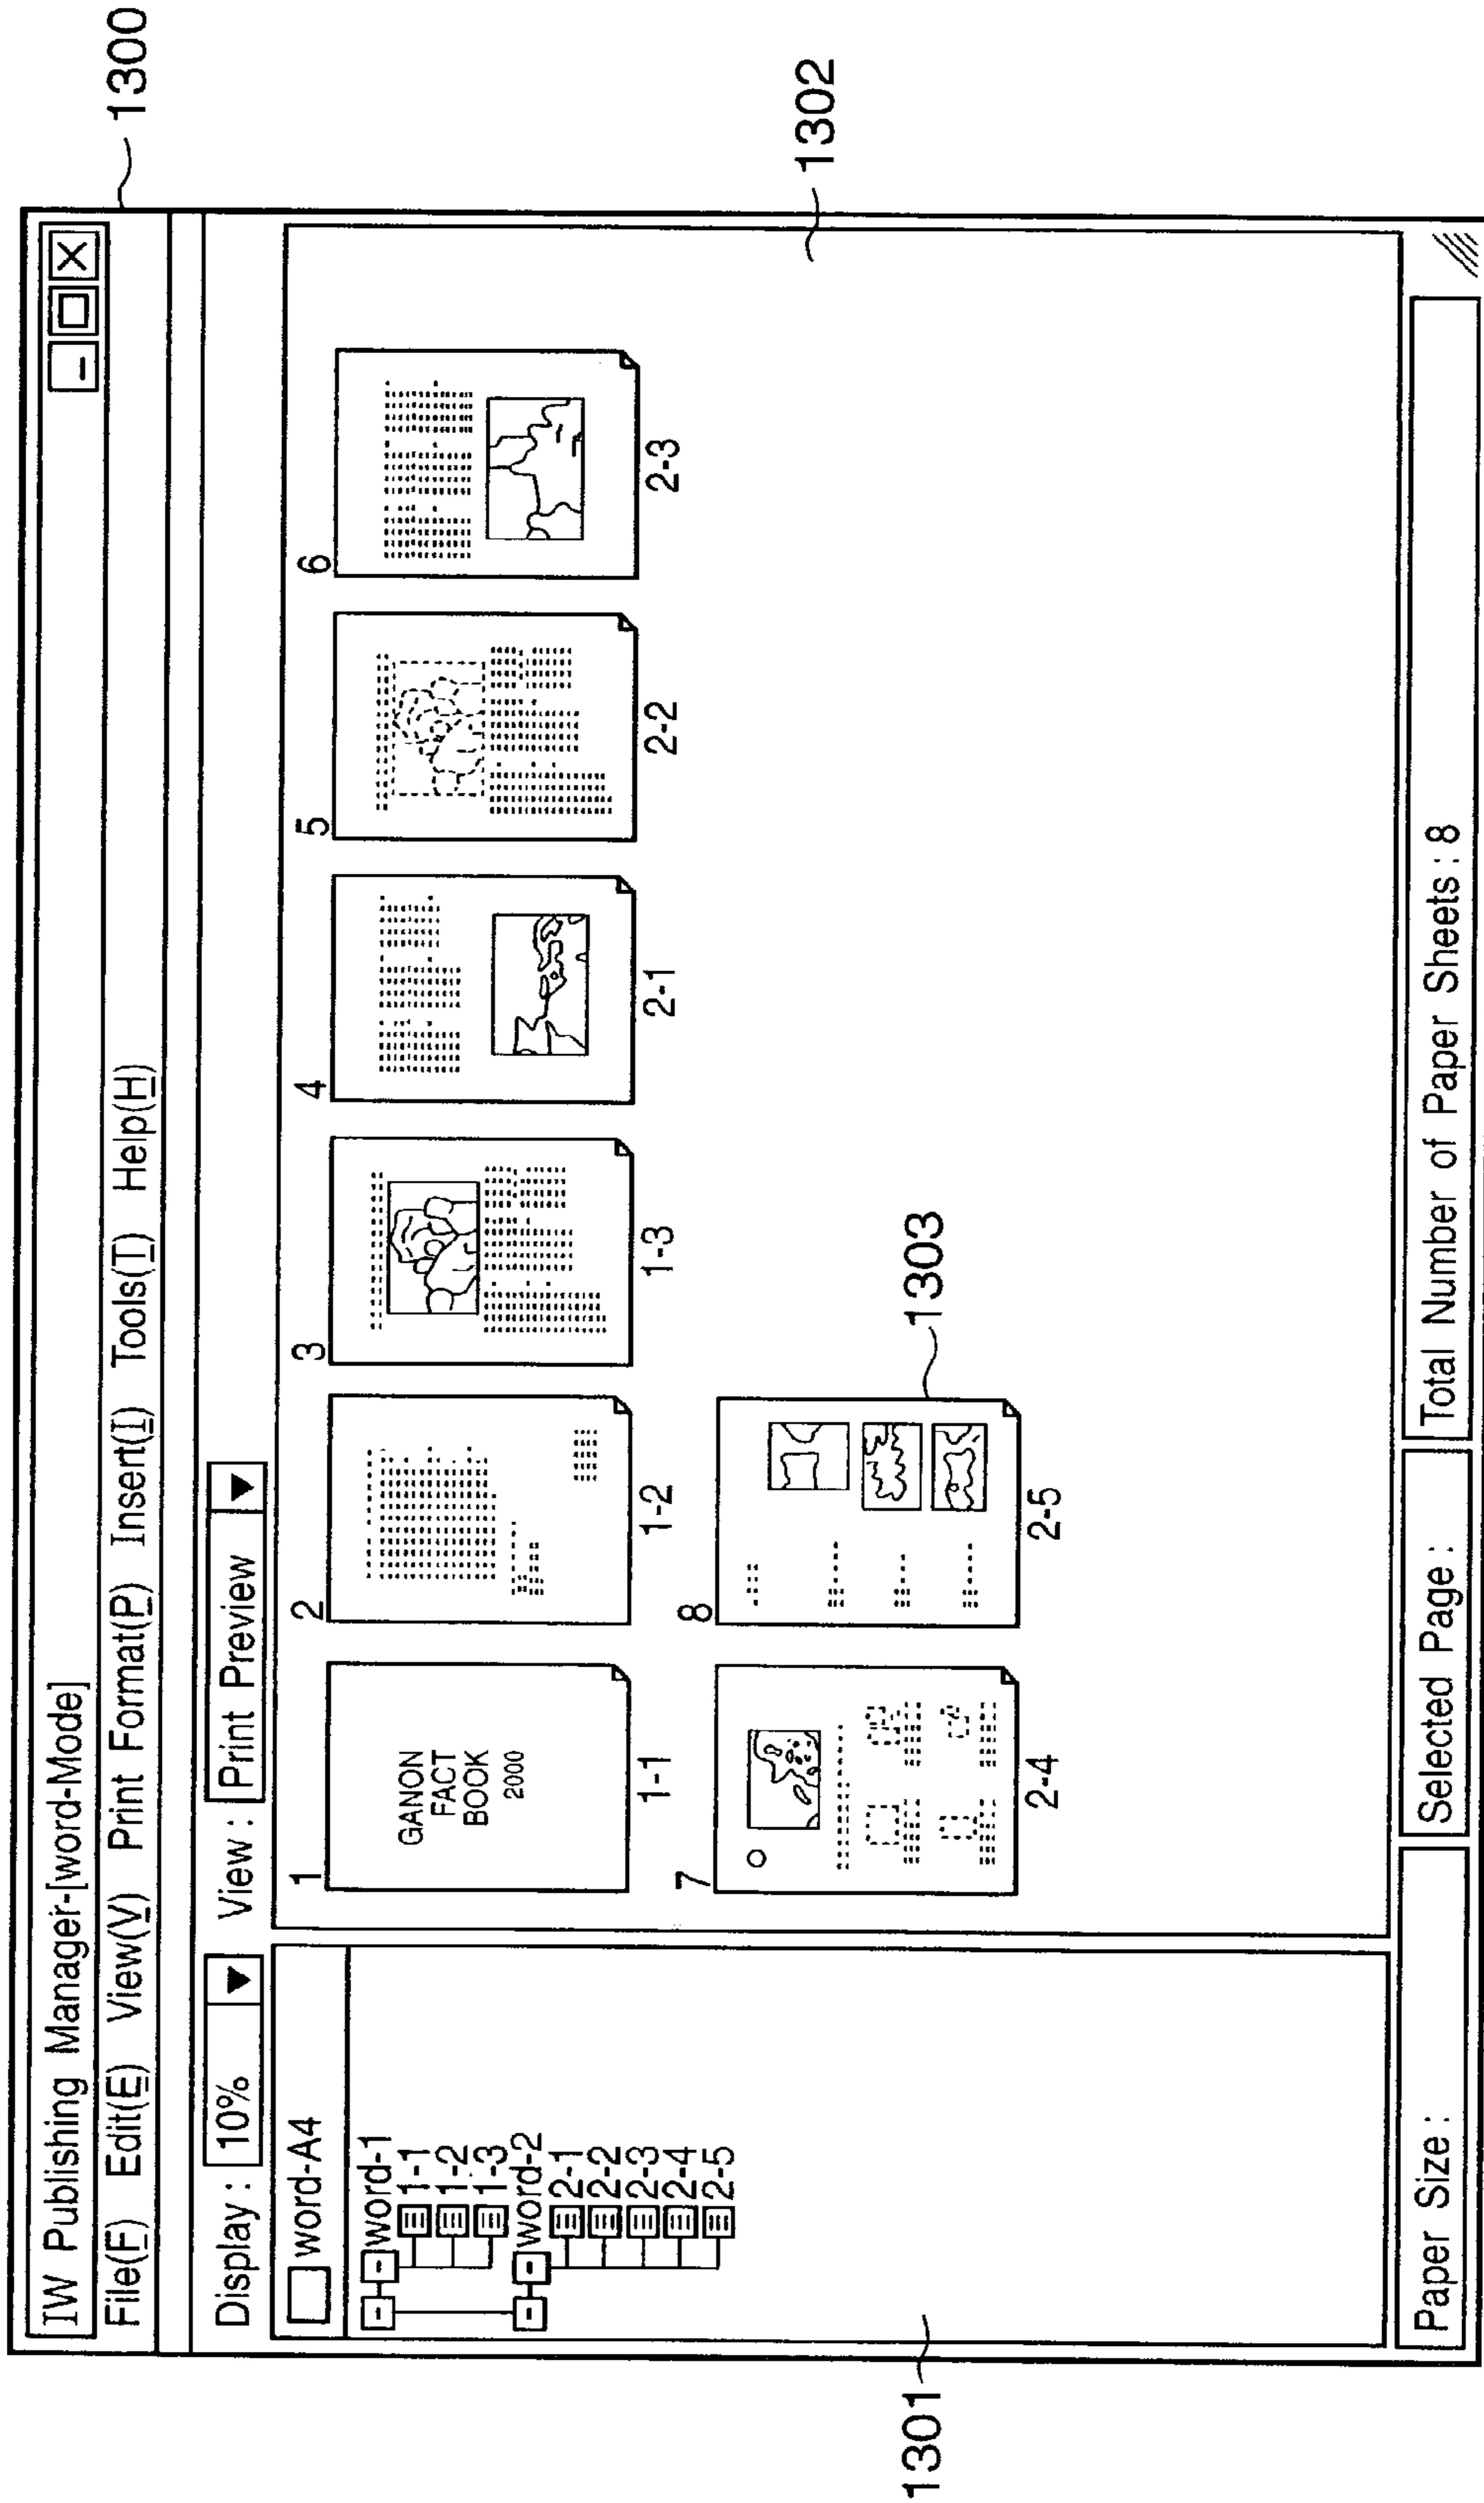 1300
IW Publishing Manager-[word-Mode]
File(F) Edit(E) View(V) Print Format(P) Insert(I) Tools(T) Help(H)
Display: 10% View: Print Preview
word-A4
word-1
1-1
1-2
1-3
word-2
2-1
2-2
2-3
2-4
2-5
1 2 3 4 5 6
GANON
FACT
BOOK
2000
1-1 1-2 1-3 2-1 2-2 2-3
7 8
2-4 2-5
1303
1302
1301
Paper Size: Selected Page: Total Number of Paper Sheets: 8